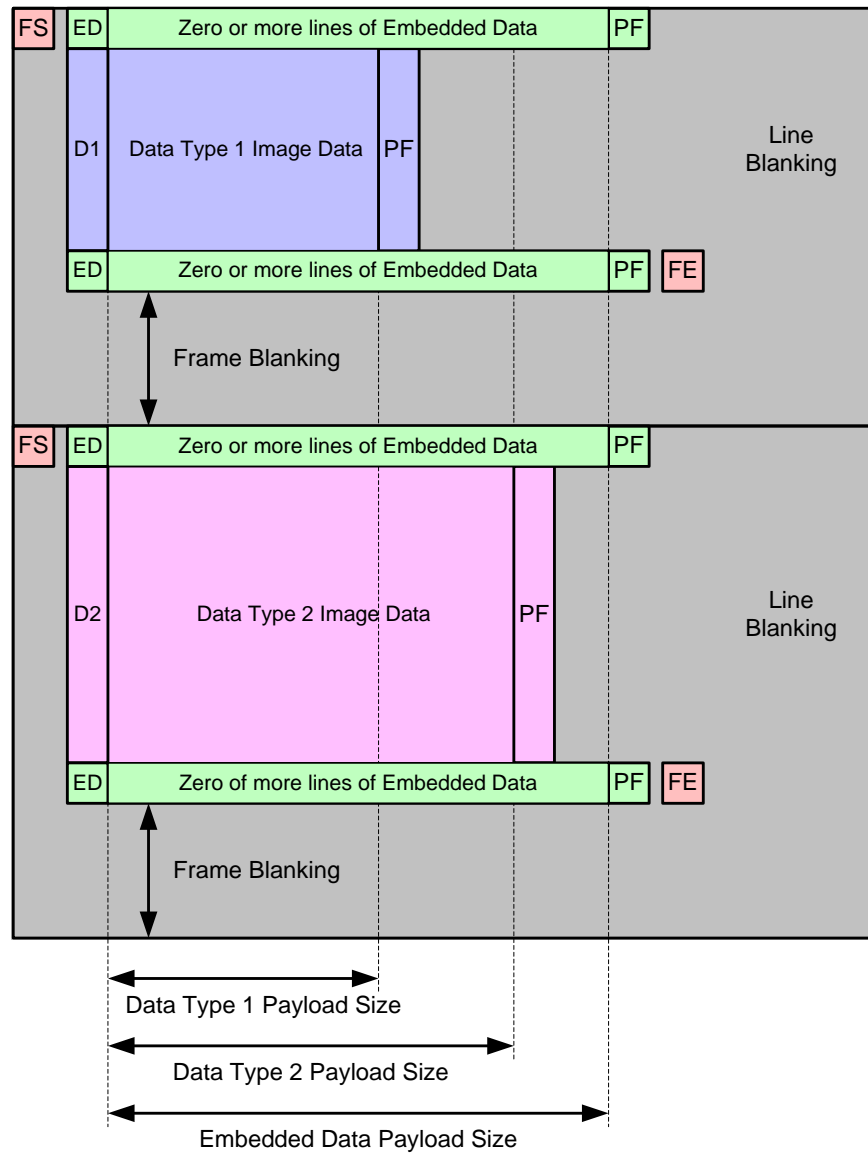 FS ED Zero or more lines of Embedded Data PF
D1 Data Type 1 Image Data PF
Line
Blanking
ED Zero or more lines of Embedded Data PF FE
Frame Blanking
FS ED Zero or more lines of Embedded Data PF
D2 Data Type 2 Image Data PF
Line
Blanking
ED Zero of more lines of Embedded Data PF FE
Frame Blanking
Data Type 1 Payload Size
Data Type 2 Payload Size
Embedded Data Payload Size